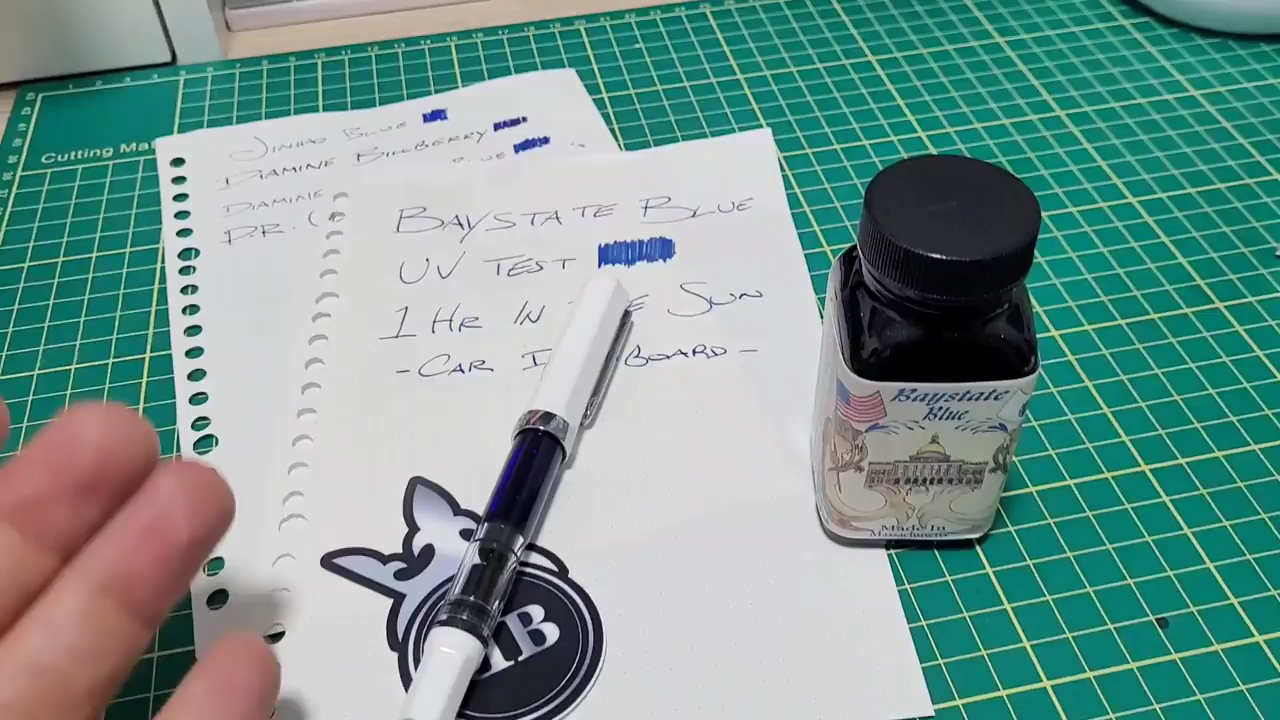 Cutting Ma
JINHAO BLUE
DIAMINE BILBERRY
DIAMINE
D.R. (
BAYSTATE BLUE
UV TEST
1 HR IN E SUN
-CAR BOARD-
Baystate
Blue
Made In
Massachusetts